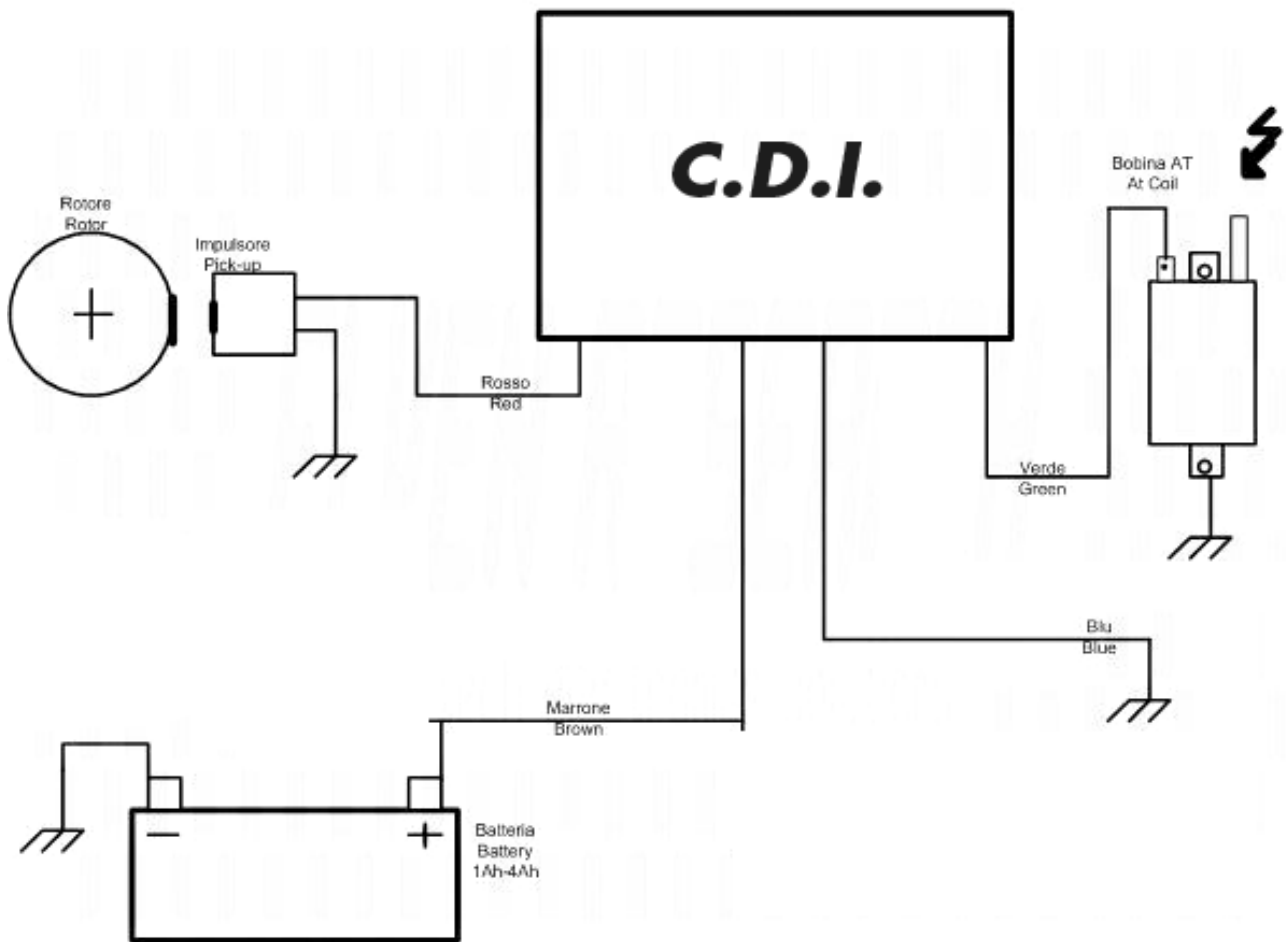 C.D.I.
Bobina AT
At Coil
Rotore
Rotor
Impulsore
Pick-up
Rosso
Red
Verde
Green
Blu
Blue
Marrone
Brown
Batteria
Battery
1Ah-4Ah